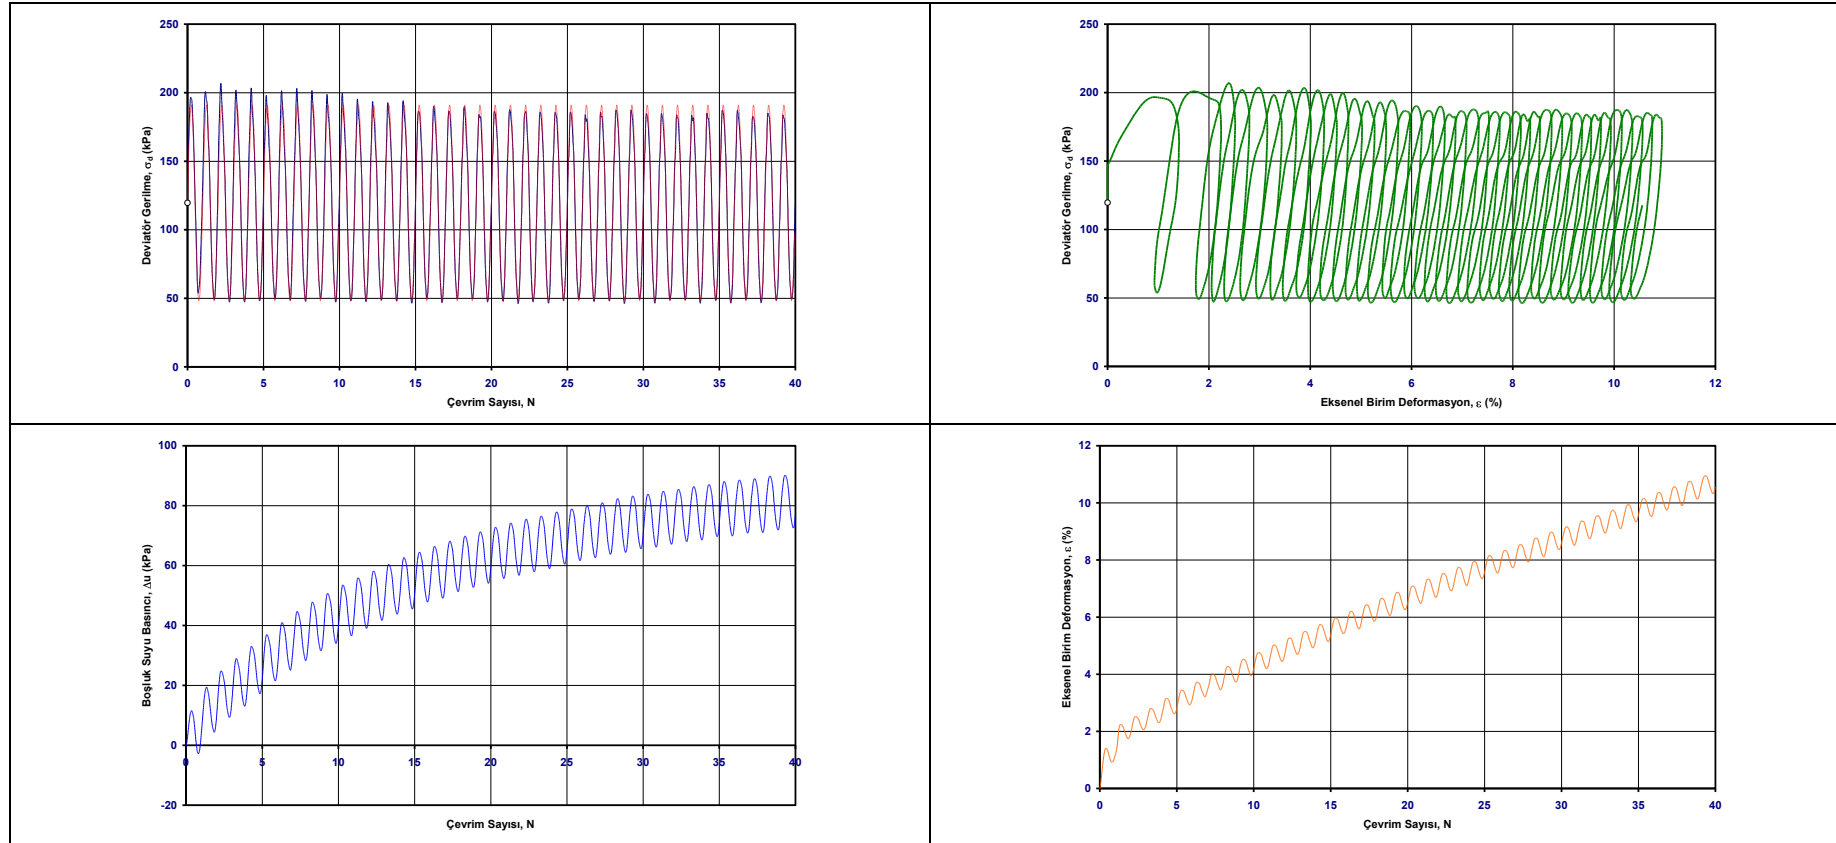 250
200
150
100
50
0
0 5 10 15 20 25 30 35 40
Deviatör Gerilme, σd (kPa)
Çevrim Sayısı, N
250
200
150
100
50
0
0 2 4 6 8 10 12
Deviatör Gerilme, σd (kPa)
Eksenel Birim Deformasyon, ε (%)
100
80
60
40
20
0
-20
0 5 10 15 20 25 30 35 40
Boşluk Suyu Basıncı, Δu (kPa)
Çevrim Sayısı, N
12
10
8
6
4
2
0
0 5 10 15 20 25 30 35 40
Eksenel Birim Deformasyon, ε (%)
Çevrim Sayısı, N